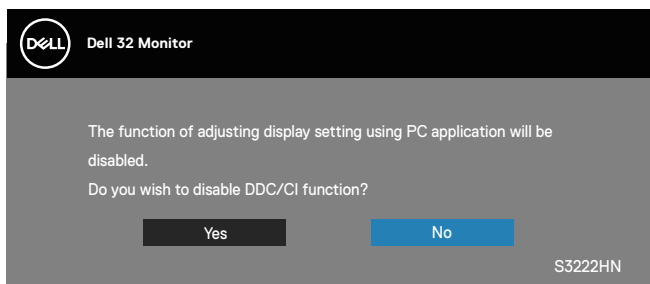 DELL
Dell 32 Monitor
The function of adjusting display setting using PC application will be
disabled.
Do you wish to disable DDC/CI function?
Yes
No
S3222HN